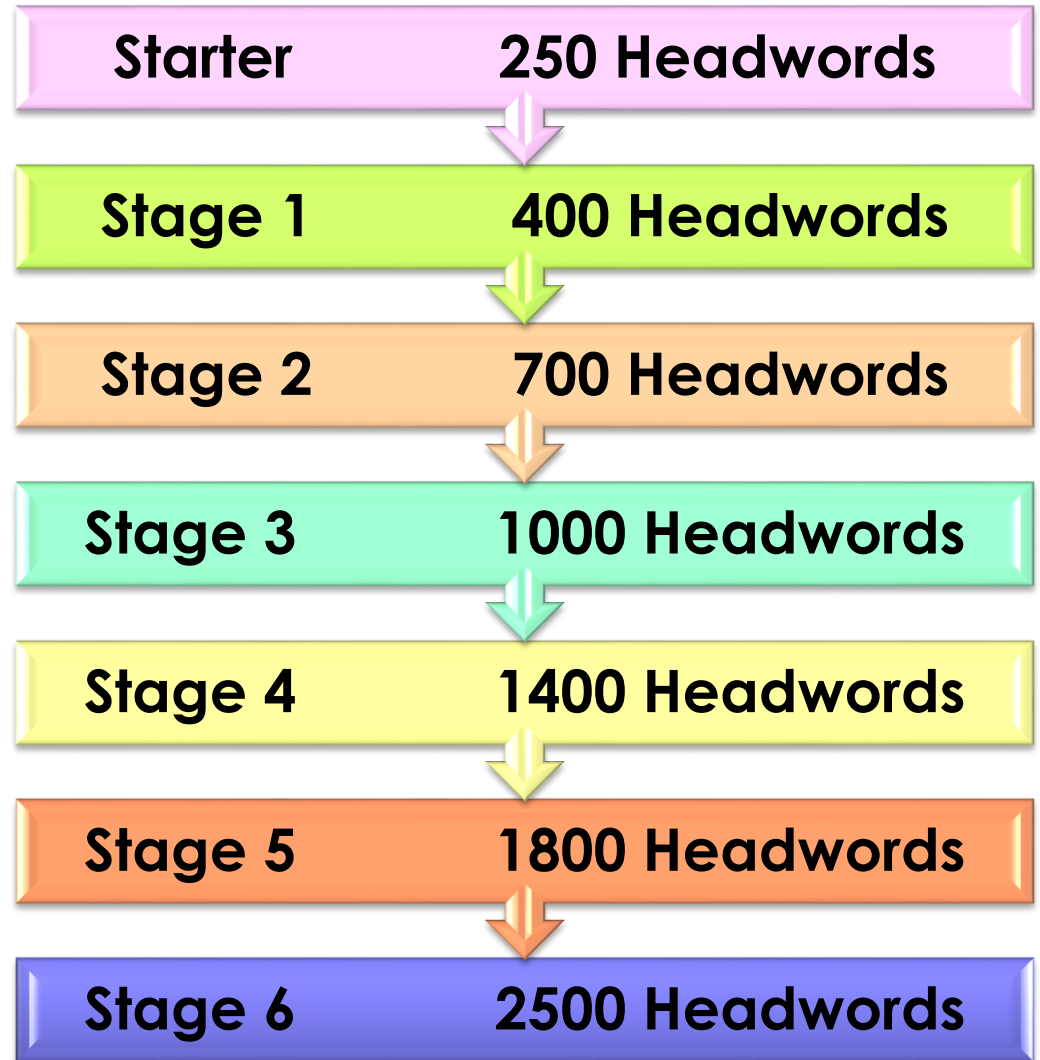 Starter 250 Headwords
Stage 1 400 Headwords
Stage 2 700 Headwords
Stage 3 1000 Headwords
Stage 4 1400 Headwords
Stage 5 1800 Headwords
Stage 6 2500 Headwords